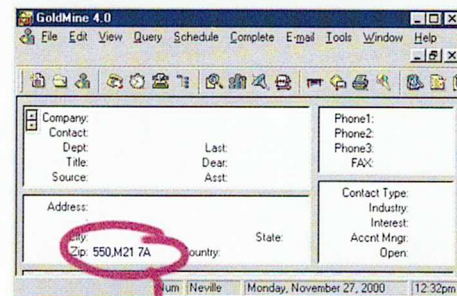 GoldMine 4.0
File Edit View Query Schedule Complete E-mail Tools Window Help
Company:
Contact:
Dept: Last:
Title: Dear:
Source: Asst:
Phone1:
Phone2:
Phone3:
FAX:
Address:
City: State:
Zip: 550,M21 7A Country:
Contact Type:
Industry:
Interest:
Accnt Mngr:
Open:
Num Neville Monday, November 27, 2000 12:32pm